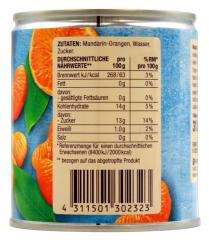 ZUTATEN: Mandarin-Orangen, Wasser,
Zucker.
DURCHSCHNITTLICHE NÄHRWERTE** pro 100g %RM* pro 100g
Brennwert kJ/kcal 268/63 3%
Fett 0g 0%
davon:
- gesättigte Fettsäuren 0g 0%
Kohlenhydrate 14g 5%
davon:
- Zucker 13g 14%
Eiweiß 1,0g 2%
Salz 0g 0%
*Referenzmenge für einen durchschnittlichen
Erwachsenen (8400kJ/2000kcal)
** bezogen auf das abgetropfte Produkt
4 311501 302323